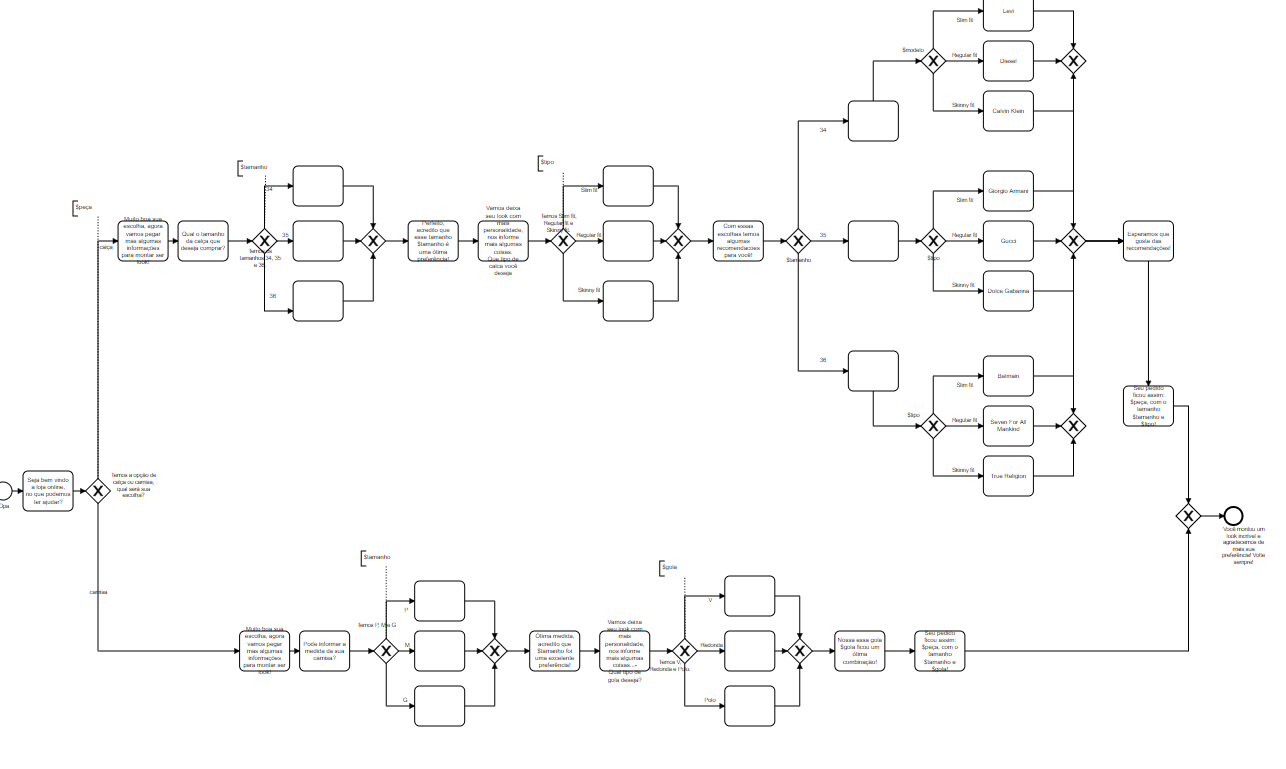 Levi
Slim fit
$modelo
Regular fit
Diesel
Skinny fit
Calvin Klein
34
$tipo
$tamanho
Slim fit
Giorgio Armani
$peça
34
Slim fit
Muito boa sua
escolha, agora
vamos pegar
mais algumas
informações
para montar ser
look!
calça
Qual o tamanho
da calça que
deseja comprar?
35
Temos os
tamanhos 34, 35
e 36
36
Perfeito,
acredito que
esse tamanho
$tamanho é
uma ótima
preferência!
Vamos deixa
seu look com
mais
personalidade,
nos informe
mais algumas
coisas.
Que tipo de
calça você
deseja
Temos Slim fit,
Regular fit e
Skinny fit.
Regular fit
Skinny fit
Com essas
escolhas temos
algumas
recomendacoes
para você!
$tamanho
35
$tipo
Regular fit
Gucci
Skinny fit
Dolce Gabanna
Esperamos que
goste das
recomendações!
36
Balmain
Slim fit
$tipo
Regular fit
Seven For All
Mankind
Skinny fit
True Religion
Seu pedido
ficou assim:
$peça, com o
tamanho
$tamanho e
$tipo!
Opa
Seja bem vindo
a loja online,
no que podemos
ter ajudar?
Temos a opção de
calça ou camisa,
qual será sua
escolha?
Você montou um
look incrível e
agradecemos de
mais sua
preferência! Volte
sempre!
camisa
$tamanho
$gola
Muito boa sua
escolha, agora
vamos pegar
mas algumas
informações
para montar ser
look!
Pode informar a
medida de sua
camisa?
Temos P, M e G
P
M
G
Ótima medida,
acredito que
$tamanho foi
uma excelente
preferência!
Vamos deixa
seu look com
mais
personalidade,
nos informe
mais algumas
coisas...-
Qual tipo de
gola deseja?
Temos V,
Redonda e Polo.
V
Redonda
Polo
Nossa essa gola
$gola ficou um
ótima
combinação!
Seu pedido
ficou assim:
$peça, com o
tamanho
$tamanho e
$gola!